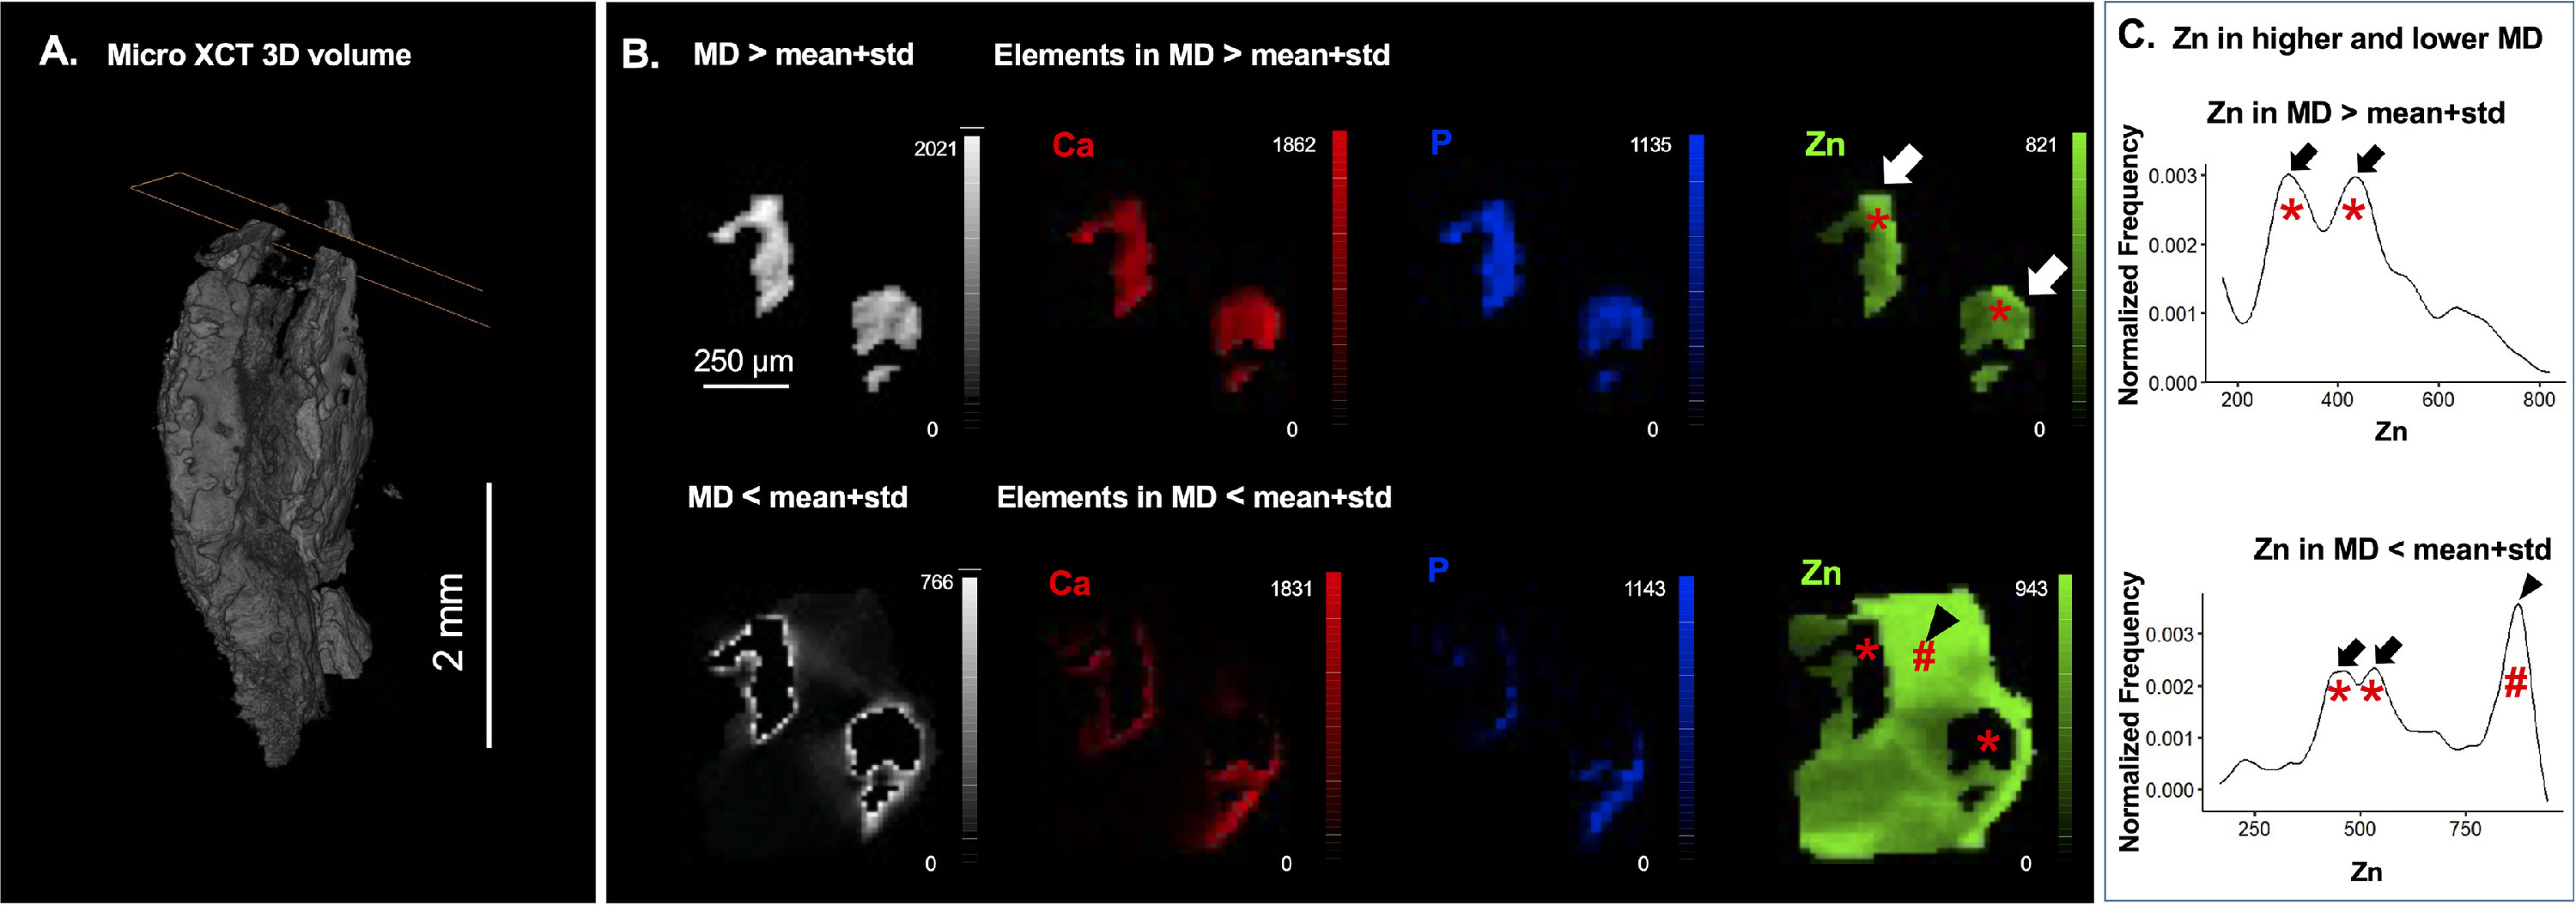 A. Micro XCT 3D volume
2 mm
B. MD > mean+std Elements in MD > mean+std
2021 Ca 1862 P 1135 Zn 821
*
*
250 µm
0 0 0 0
MD < mean+std Elements in MD < mean+std
766 Ca 1831 P 1143 Zn 943
* #
*
0 0 0 0
C. Zn in higher and lower MD
Zn in MD > mean+std
Normalized Frequency
0.003
0.002
0.001
0.000
* *
200 400 600 800
Zn
Zn in MD < mean+std
Normalized Frequency
0.003
0.002
0.001
0.000
* * #
250 500 750
Zn